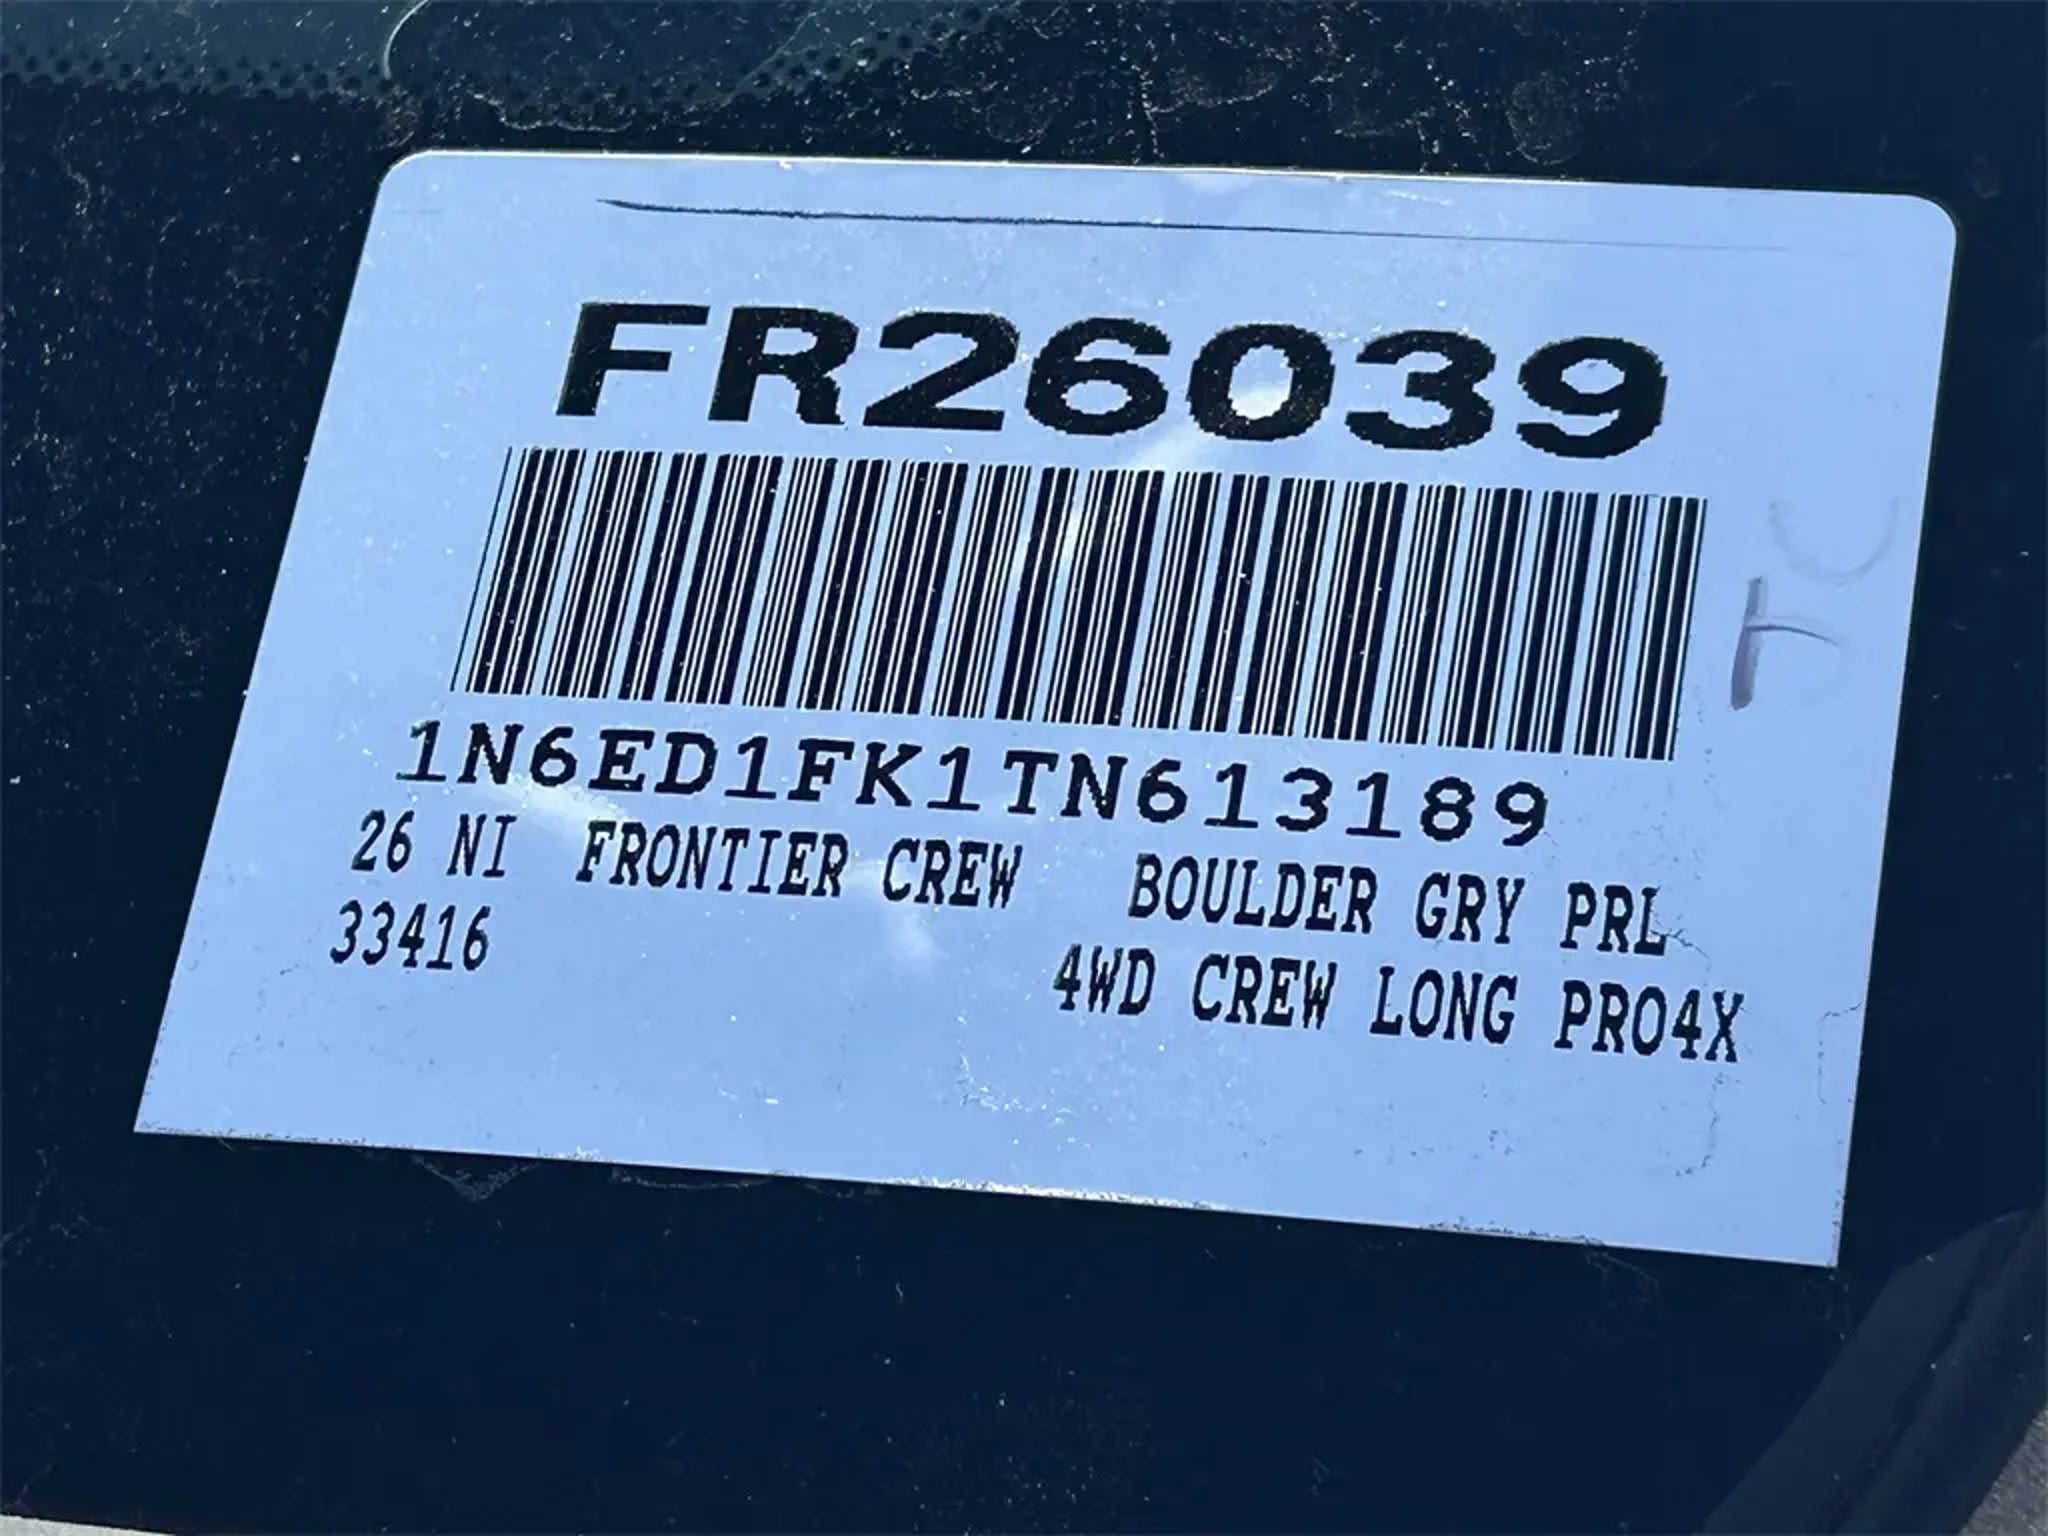 FR26039
1N6ED1FK1TN613189
26 NI FRONTIER CREW BOULDER GRY PRL
33416 4WD CREW LONG PRO4X